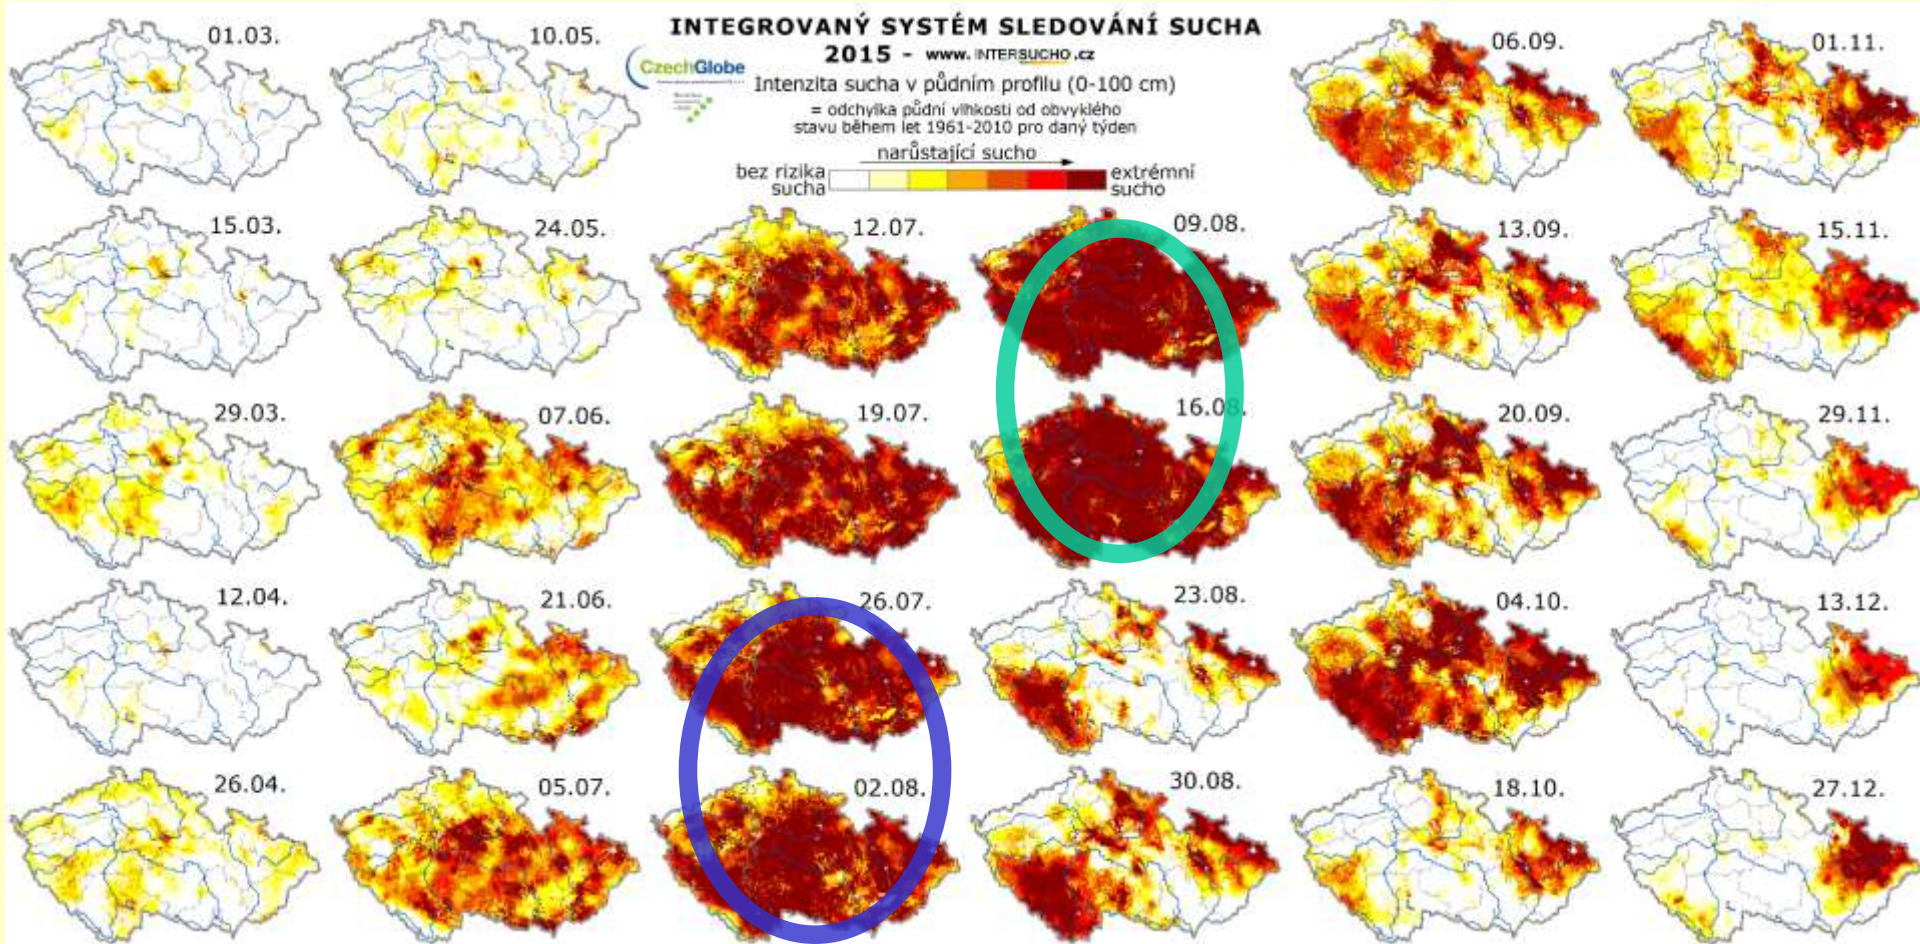 INTEGROVANÝ SYSTÉM SLEDOVÁNÍ SUCHA
2015 - www.INTERSUCHO.cz
CzechGlobe
Intenzita sucha v půdním profilu (0-100 cm)
= odchylka půdní vlhkosti od obvyklého
stavu během let 1961-2010 pro daný týden
narůstající sucho
bez rizika
sucha
extrémní
sucho
01.03.
15.03.
29.03.
12.04.
26.04.
10.05.
24.05.
07.06.
21.06.
05.07.
12.07.
19.07.
26.07.
02.08.
09.08.
16.08.
23.08.
30.08.
06.09.
13.09.
20.09.
04.10.
18.10.
01.11.
15.11.
29.11.
13.12.
27.12.